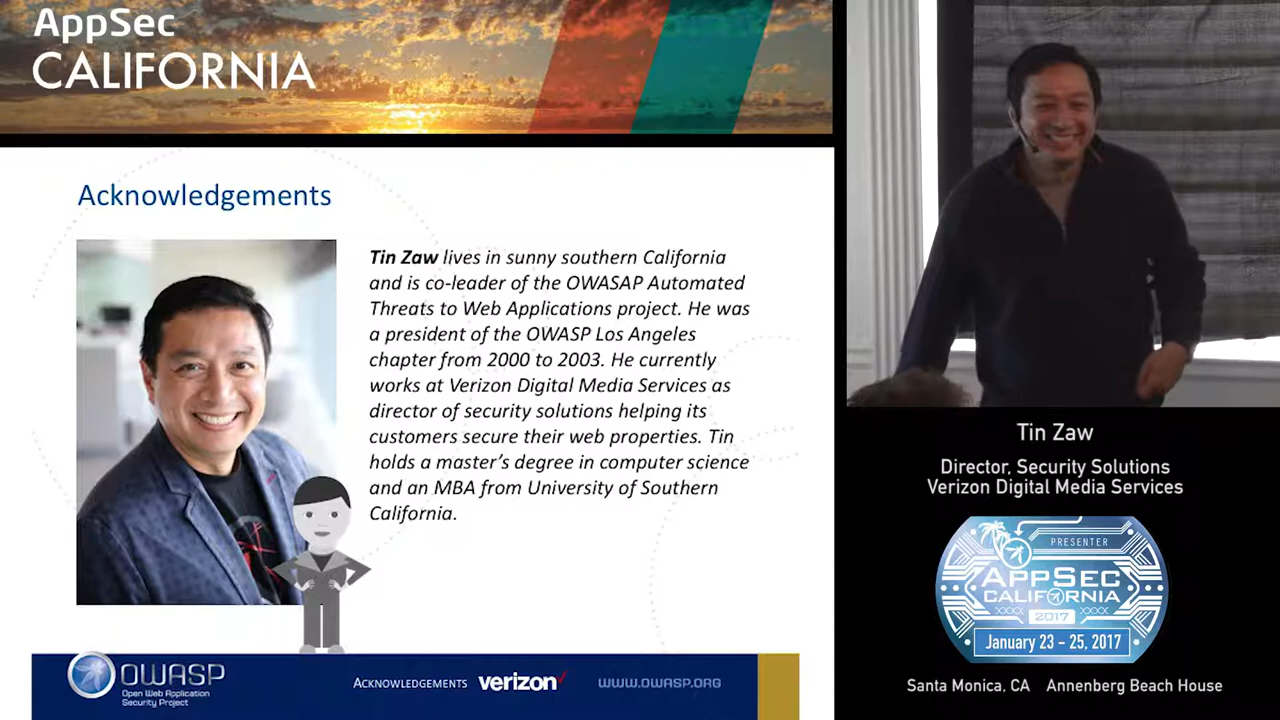 AppSec
CALIFORNIA
Acknowledgements
Tin Zaw lives in sunny southern California
and is co-leader of the OWASAP Automated
Threats to Web Applications project. He was
a president of the OWASP Los Angeles
chapter from 2000 to 2003. He currently
works at Verizon Digital Media Services as
director of security solutions helping its
customers secure their web properties. Tin
holds a master's degree in computer science
and an MBA from University of Southern
California.
OWASP
Open Web Application
Security Project
ACKNOWLEDGEMENTS
verizon
WWW.OWASP.ORG
Tin Zaw
Director, Security Solutions
Verizon Digital Media Services
PRESENTER
APPSEC
CALIFORNIA
2017
January 23 - 25, 2017
Santa Monica, CA Annenberg Beach House